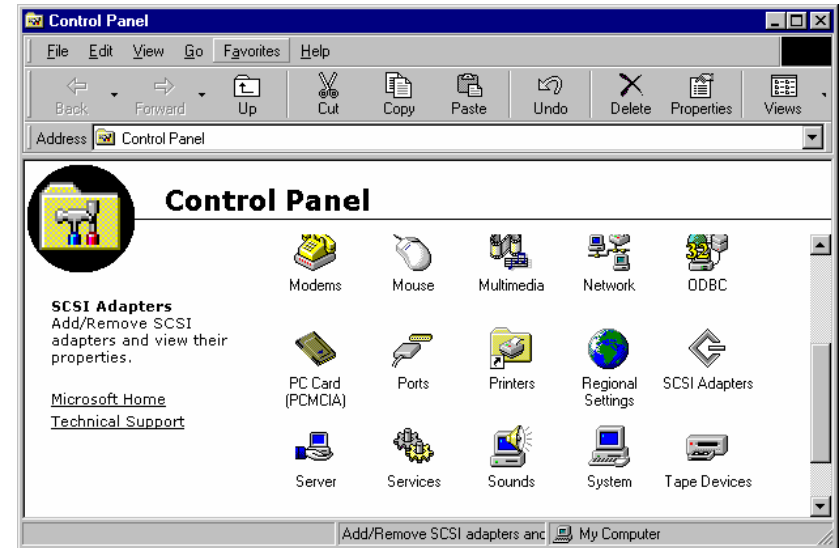 Control Panel
File Edit View Go Favorites Help
Back Forward Up Cut Copy Paste Undo Delete Properties Views
Address Control Panel
Control Panel
Modems Mouse Multimedia Network ODBC
32
SCSI Adapters
Add/Remove SCSI
adapters and view their
properties.
Microsoft Home
Technical Support
PC Card Ports Printers Regional SCSI Adapters
(PCMCIA) Settings
Server Services Sounds System Tape Devices
Add/Remove SCSI adapters anc My Computer